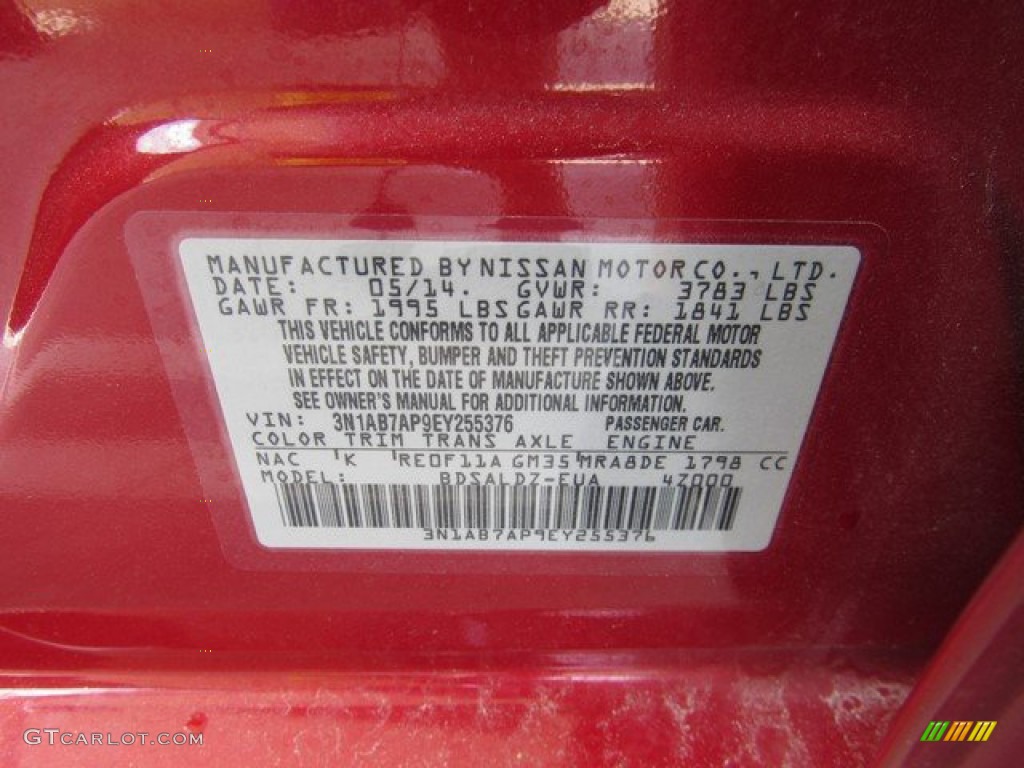 MANUFACTURED BY NISSAN MOTOR CO., LTD.
DATE: 05/14. GVWR: 3783 LBS
GAWR FR: 1995 LBS GAWR RR: 1841 LBS
THIS VEHICLE CONFORMS TO ALL APPLICABLE FEDERAL MOTOR
VEHICLE SAFETY, BUMPER AND THEFT PREVENTION STANDARDS
IN EFFECT ON THE DATE OF MANUFACTURE SHOWN ABOVE.
SEE OWNER'S MANUAL FOR ADDITIONAL INFORMATION.
VIN: 3N1AB7AP9EY255376 PASSENGER CAR.
COLOR TRIM TRANS AXLE ENGINE
NAC K RE0F11A GM35 MRA8DE 1798 CC
MODEL: BDSALDZ-EUA 4Z000
3N1AB7AP9EY255376
GTCARLOT.COM